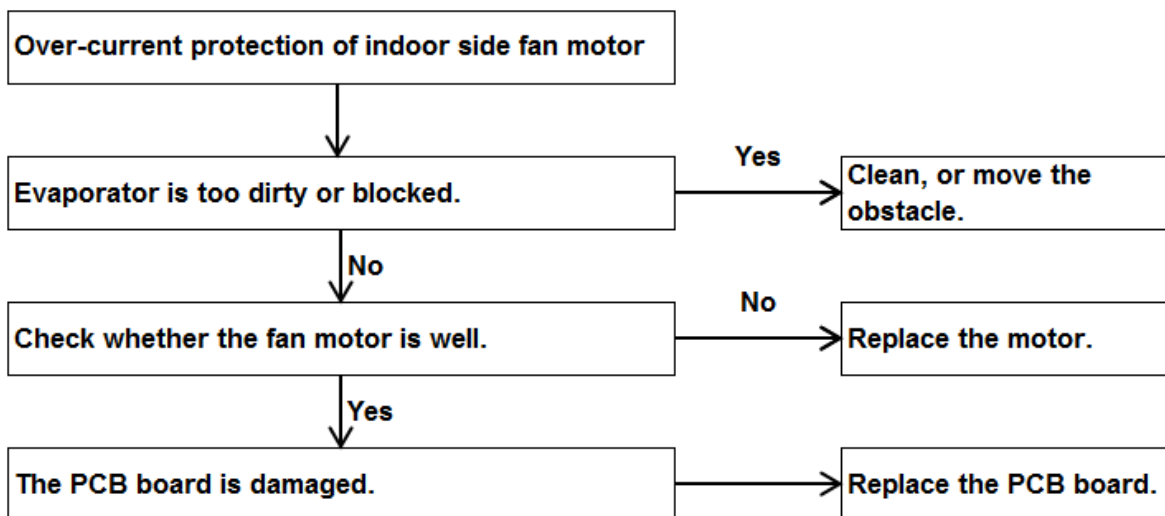 Over-current protection of indoor side fan motor
Evaporator is too dirty or blocked.
Yes
Clean, or move the
obstacle.
No
Check whether the fan motor is well.
No
Replace the motor.
Yes
The PCB board is damaged.
Replace the PCB board.